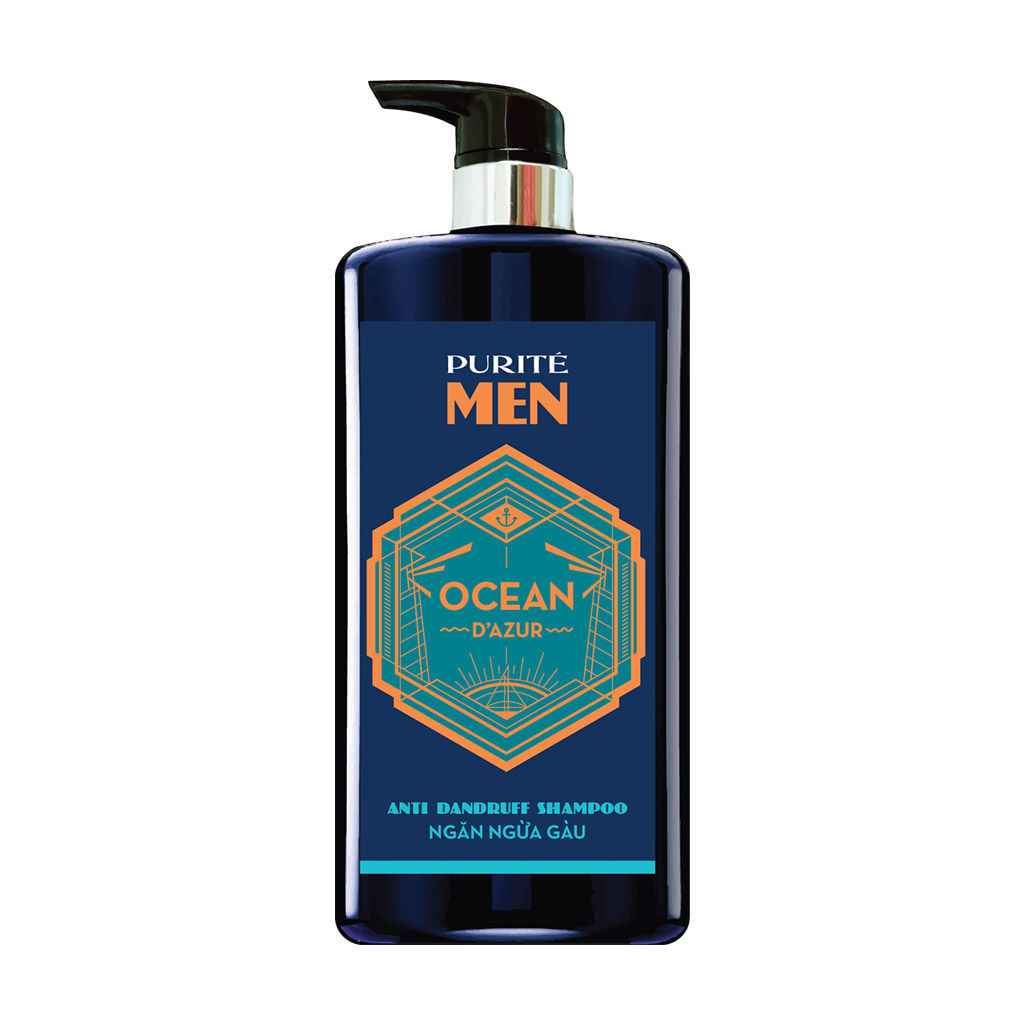 PURITÉ
MEN
OCEAN
D'AZUR
ANTI DANDRUFF SHAMPOO
NGĂN NGỪA GÀU